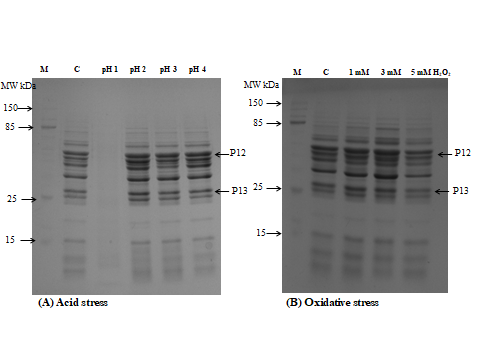 M C pH 1 pH 2 pH 3 pH 4
MW kDa
150
85
P12
P13
25
15
(A) Acid stress
M C 1 mM 3 mM 5 mM H₂O₂
MW kDa
150
85
P12
25
P13
15
(B) Oxidative stress